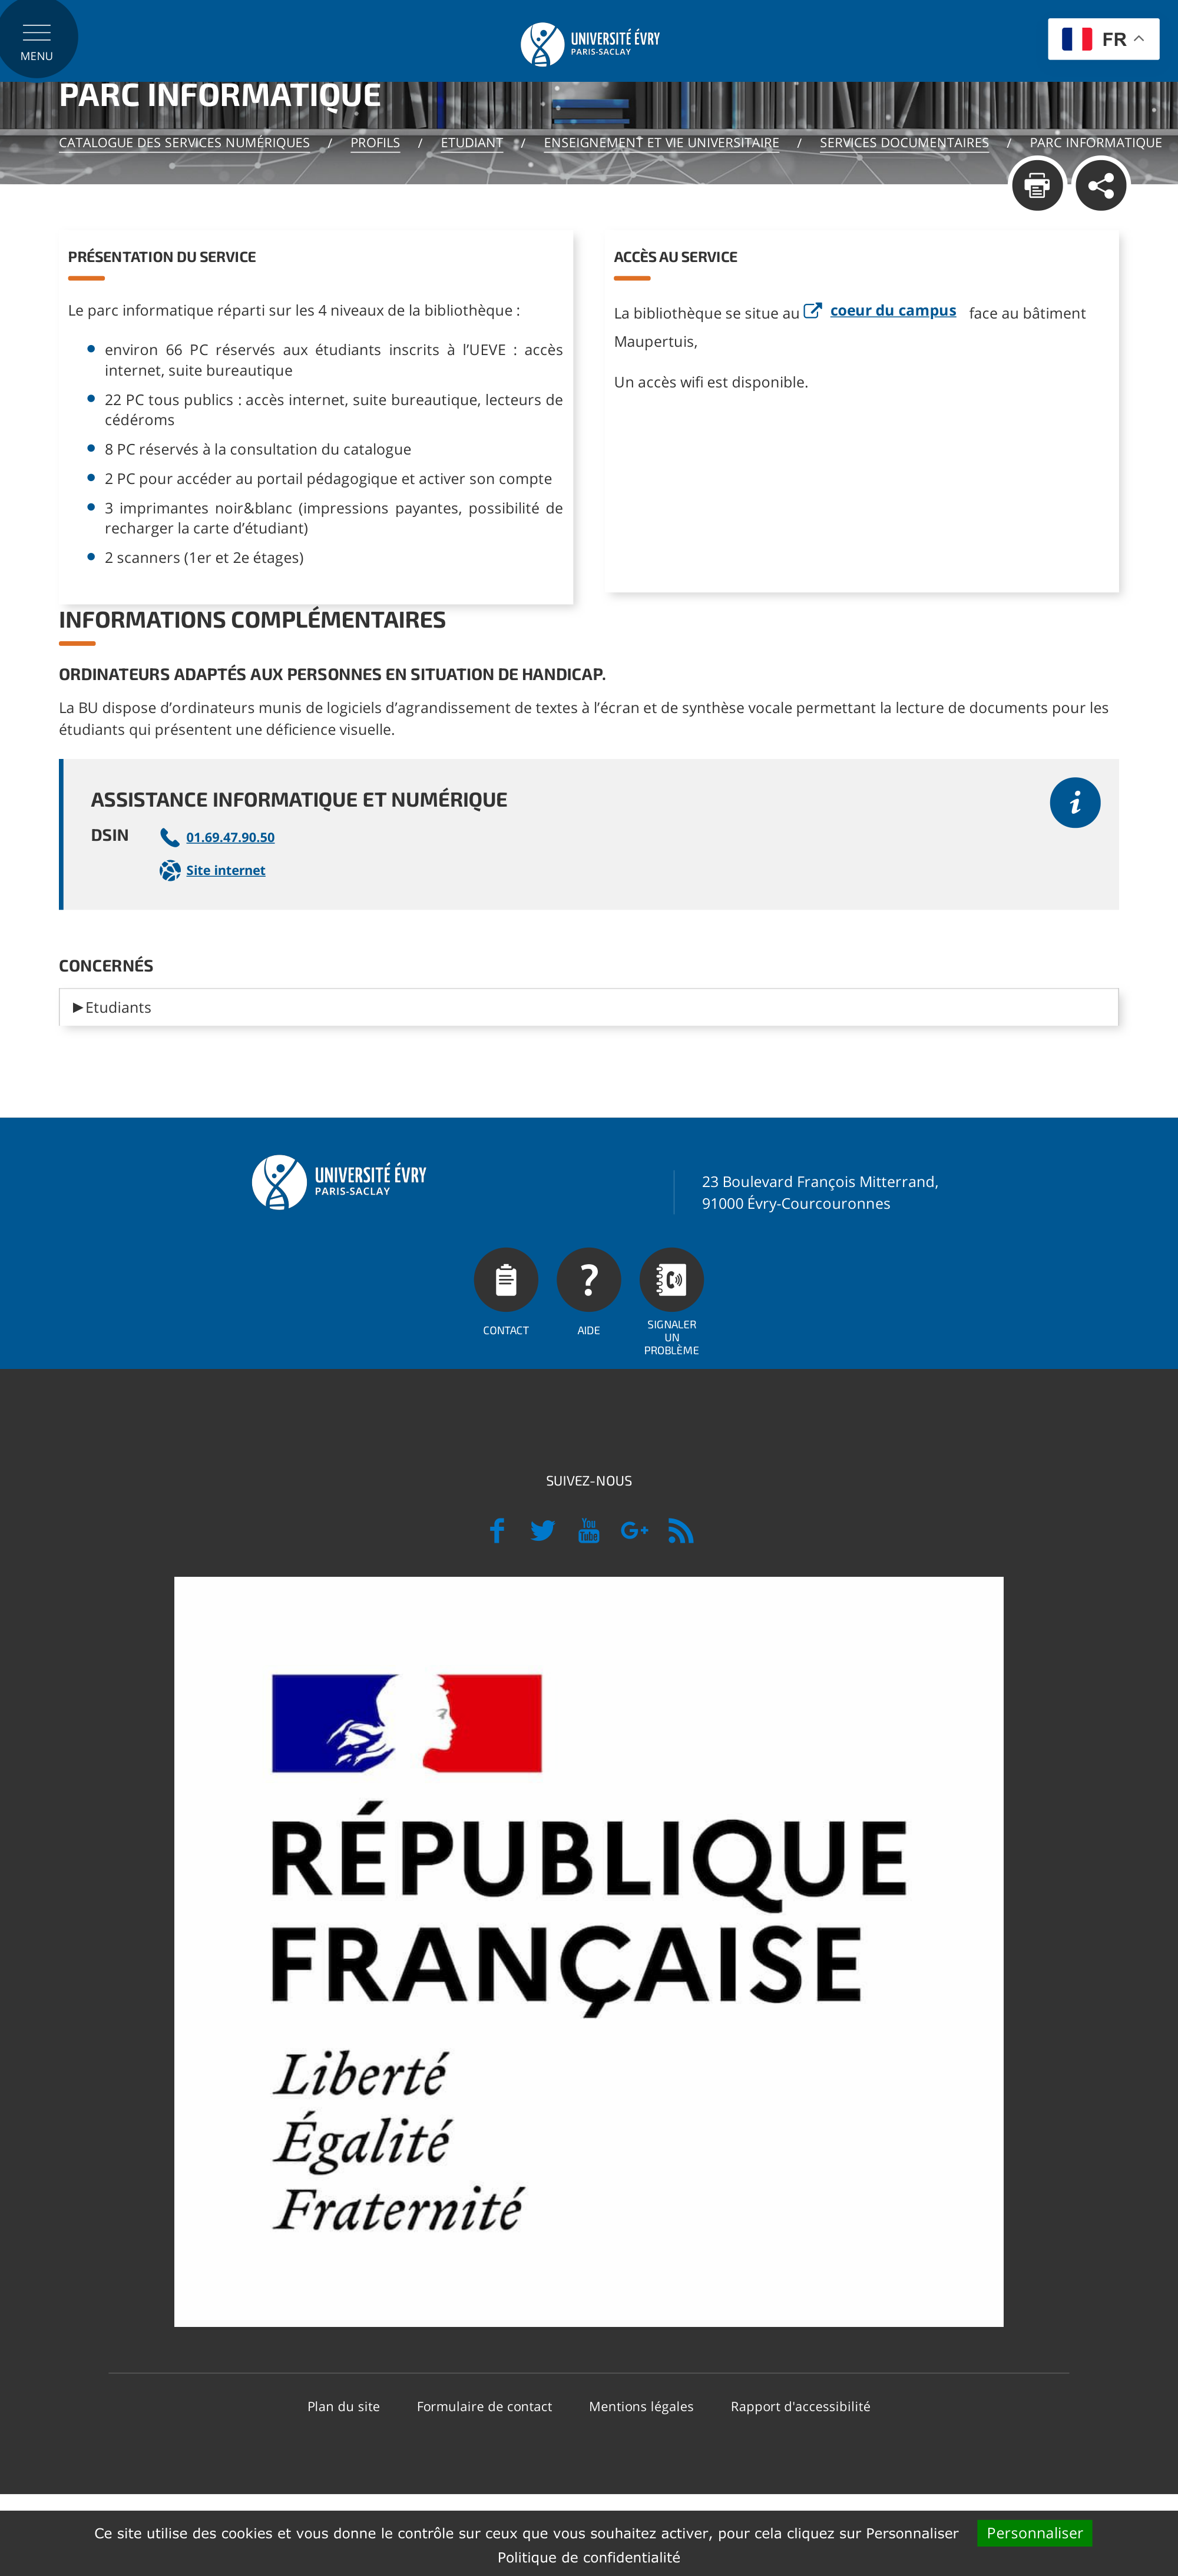 MENU
UNIVERSITÉ ÉVRY
PARIS-SACLAY
FR
PARC INFORMATIQUE
CATALOGUE DES SERVICES NUMÉRIQUES / PROFILS / ETUDIANT / ENSEIGNEMENT ET VIE UNIVERSITAIRE / SERVICES DOCUMENTAIRES / PARC INFORMATIQUE
PRÉSENTATION DU SERVICE
Le parc informatique réparti sur les 4 niveaux de la bibliothèque :
environ 66 PC réservés aux étudiants inscrits à l’UEVE : accès
internet, suite bureautique
22 PC tous publics : accès internet, suite bureautique, lecteurs de
cédéroms
8 PC réservés à la consultation du catalogue
2 PC pour accéder au portail pédagogique et activer son compte
3 imprimantes noir&blanc (impressions payantes, possibilité de
recharger la carte d’étudiant)
2 scanners (1er et 2e étages)
ACCÈS AU SERVICE
La bibliothèque se situe au coeur du campus face au bâtiment
Maupertuis,
Un accès wifi est disponible.
INFORMATIONS COMPLÉMENTAIRES
ORDINATEURS ADAPTÉS AUX PERSONNES EN SITUATION DE HANDICAP.
La BU dispose d’ordinateurs munis de logiciels d’agrandissement de textes à l’écran et de synthèse vocale permettant la lecture de documents pour les
étudiants qui présentent une déficience visuelle.
ASSISTANCE INFORMATIQUE ET NUMÉRIQUE
DSIN
01.69.47.90.50
Site internet
CONCERNÉS
Etudiants
UNIVERSITÉ ÉVRY
PARIS-SACLAY
23 Boulevard François Mitterrand,
91000 Évry-Courcouronnes
CONTACT
AIDE
SIGNALER
UN
PROBLÈME
SUIVEZ-NOUS
You
Tube
G+
RÉPUBLIQUE
FRANÇAISE
Liberté
Égalité
Fraternité
Plan du site
Formulaire de contact
Mentions légales
Rapport d'accessibilité
Ce site utilise des cookies et vous donne le contrôle sur ceux que vous souhaitez activer, pour cela cliquez sur Personnaliser
Personnaliser
Politique de confidentialité